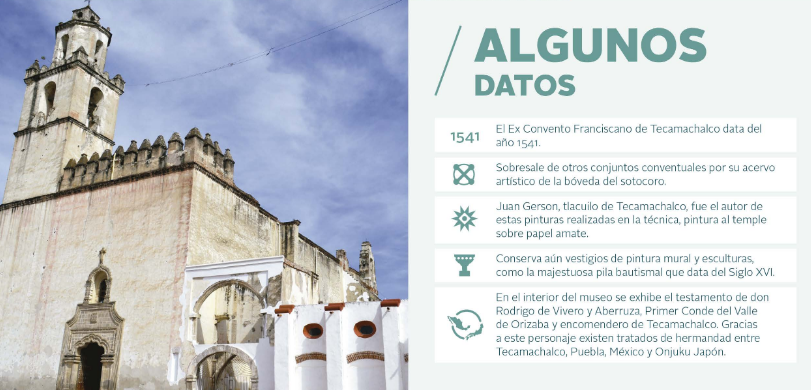 ALGUNOS
DATOS
1541
El Ex Convento Franciscano de Tecamachalco data del
año 1541.
Sobresale de otros conjuntos conventuales por su acervo
artístico de la bóveda del sotocoro.
Juan Gerson, tlacuilo de Tecamachalco, fue el autor de
estas pinturas realizadas en la técnica, pintura al temple
sobre papel amate.
Conserva aún vestigios de pintura mural y esculturas,
como la majestuosa pila bautismal que data del Siglo XVI.
En el interior del museo se exhibe el testamento de don
Rodrigo de Vivero y Aberruza, Primer Conde del Valle
de Orizaba y encomendero de Tecamachalco. Gracias
a este personaje existen tratados de hermandad entre
Tecamachalco, Puebla, México y Onjuku Japón.